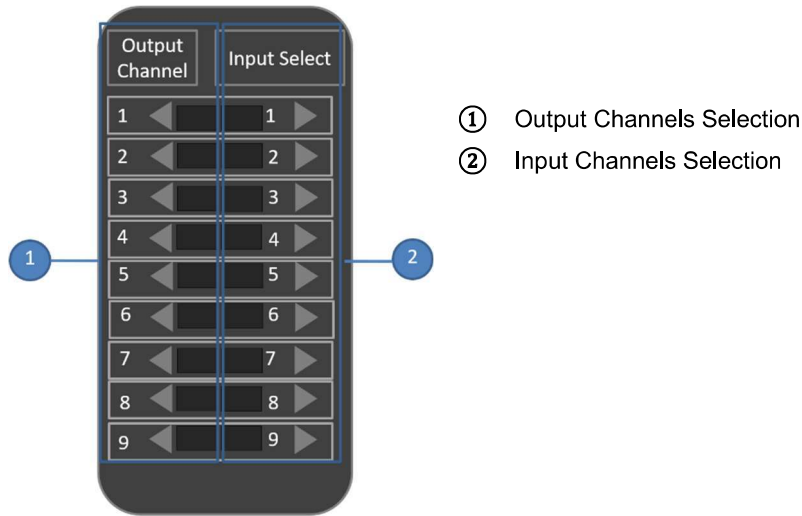 Output
Channel
Input Select
1 1
2 2
3 3
4 4
5 5
6 6
7 7
8 8
9 9
1
2
① Output Channels Selection
② Input Channels Selection